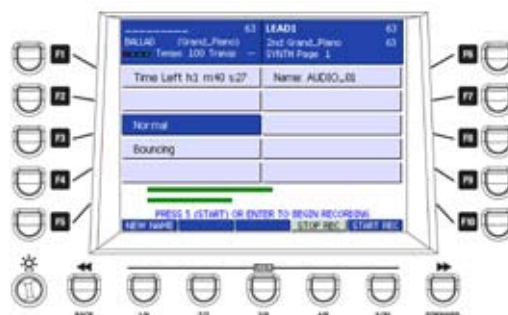 63 LEAD1
BALLAD (Grand_Piano) 2nd Grand_Piano 63
Tempo 100 Transp -- SYNTH Page 1
Time Left h1 m40 s27 Name: AUDIO_01
Normal
Bouncing
PRESS 5 (START) OR ENTER TO BEGIN RECORDING
NEW NAME STOP REC START REC
F1
F2
F3
F4
F5
F6
F7
F8
F9
F10